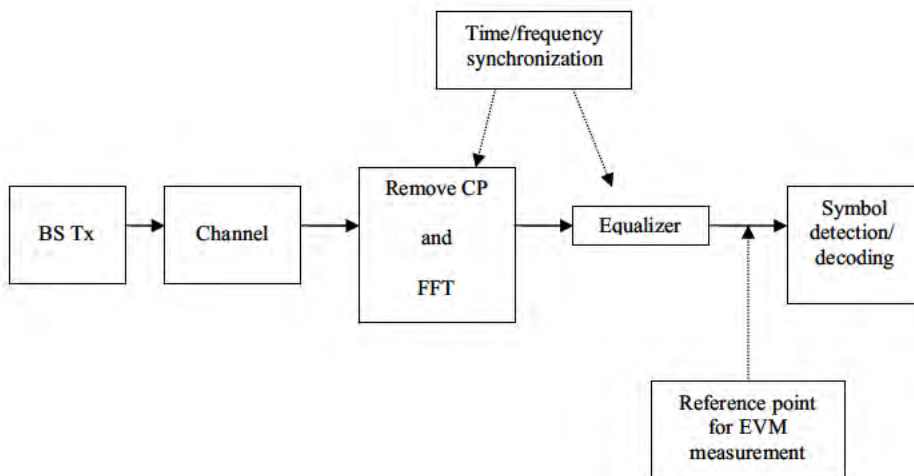 Time/frequency
synchronization
BS Tx
Channel
Remove CP
and
FFT
Equalizer
Symbol
detection/
decoding
Reference point
for EVM
measurement